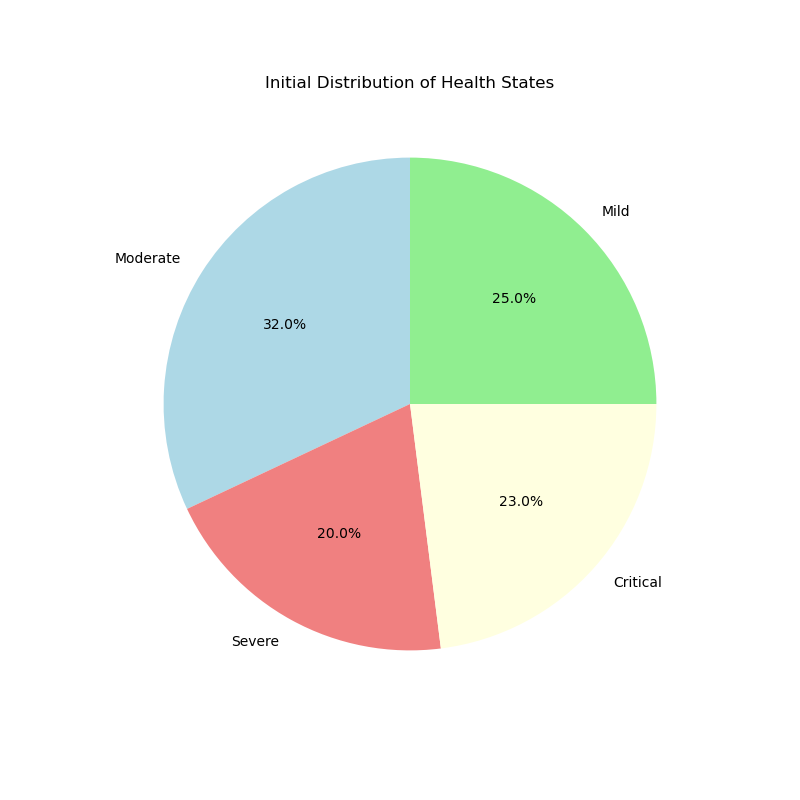 Initial Distribution of Health States
Mild
25.0%
Moderate
32.0%
Severe
20.0%
Critical
23.0%